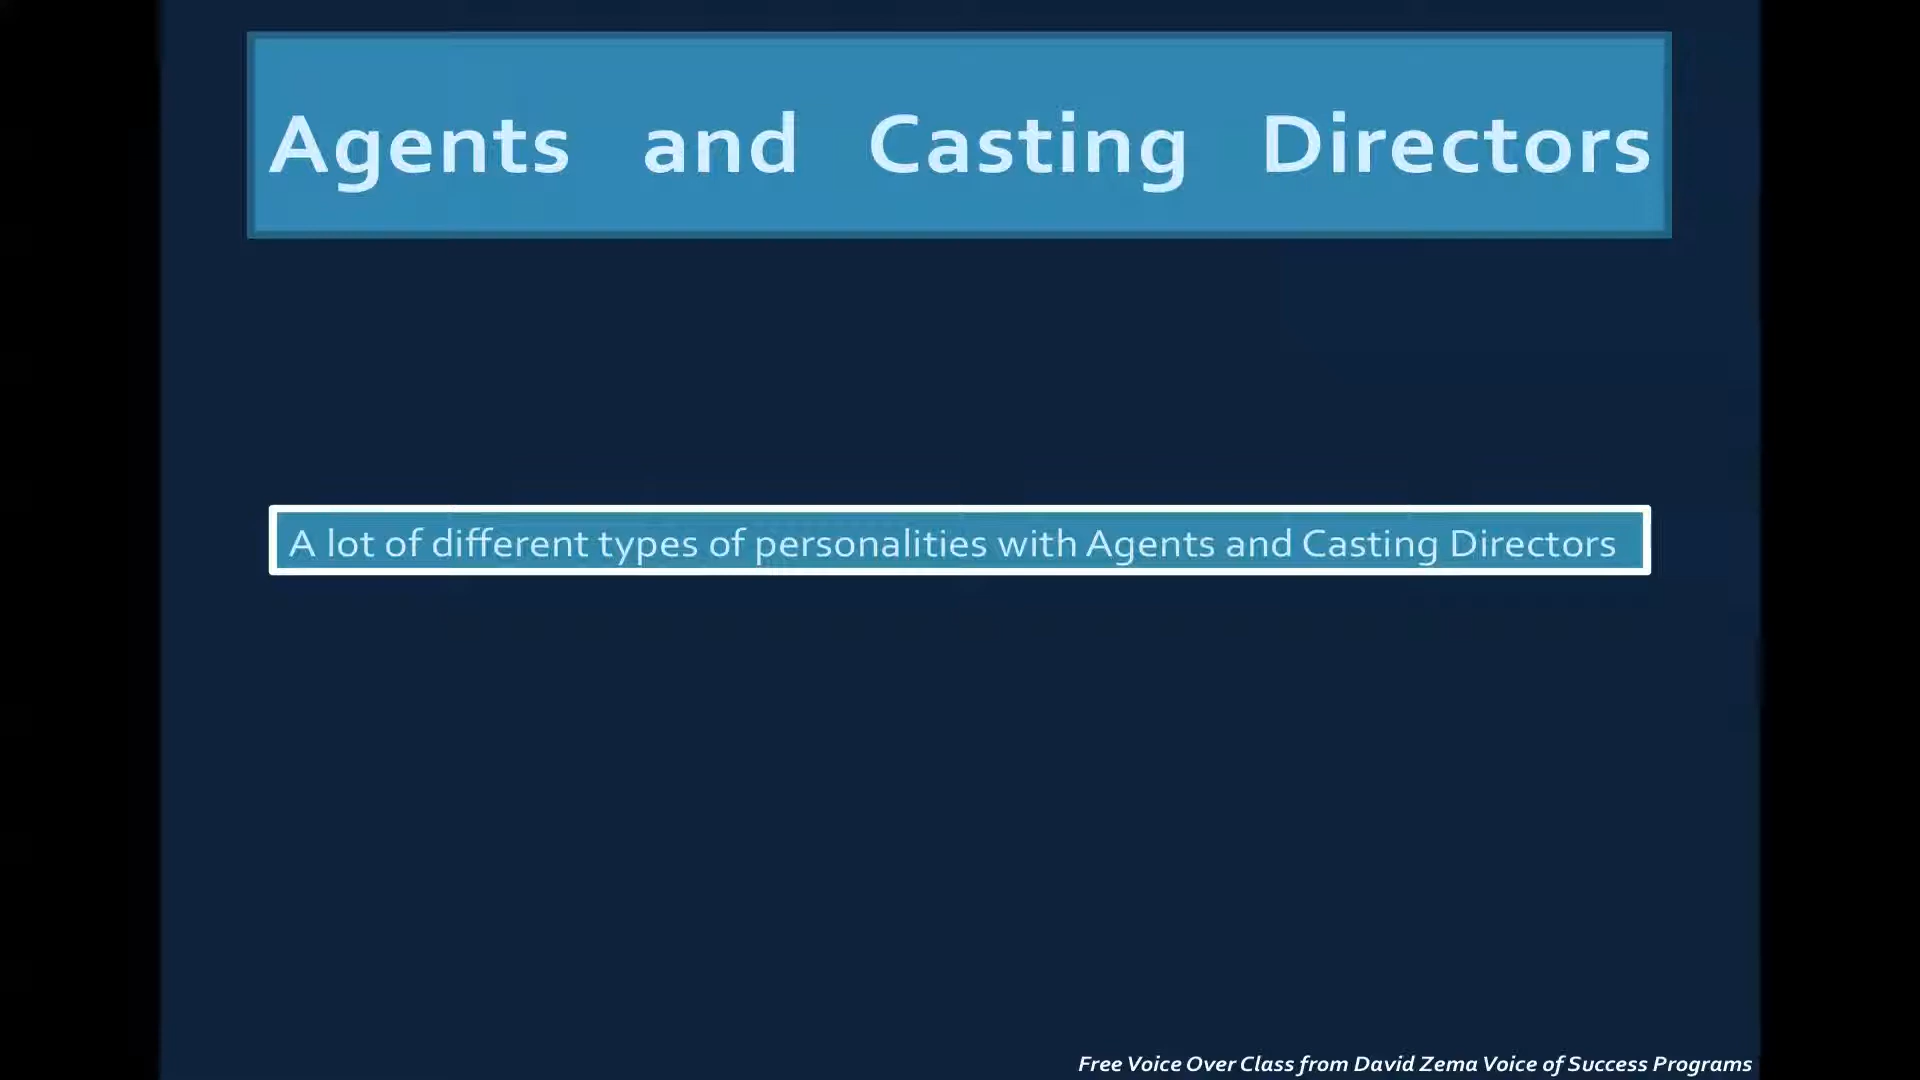 Agents and Casting Directors
A lot of different types of personalities with Agents and Casting Directors
Free Voice Over Class from David Zema Voice of Success Programs